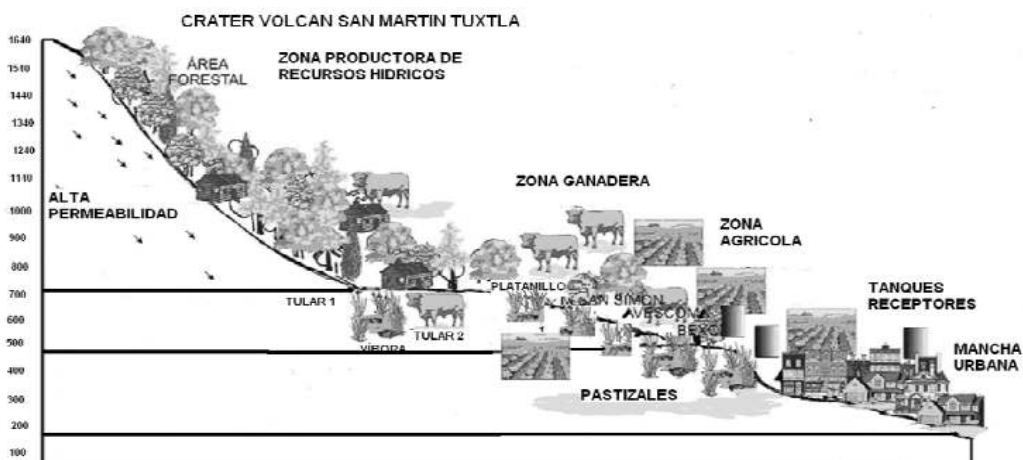 CRATER VOLCAN SAN MARTIN TUXTLA
ÁREA
FORESTAL
ZONA PRODUCTORA DE
RECURSOS HIDRICOS
1640
1540
1440
1340
1240
1140
1000
900
800
700
600
500
400
300
200
100
ALTA
PERMEABILIDAD
ZONA GANADERA
ZONA
AGRICOLA
TANQUES
RECEPTORES
MANCHA
URBANA
TULAR 1
VÍBORA
TULAR 2
PLATANILLO
SAN SIMON
PASTIZALES